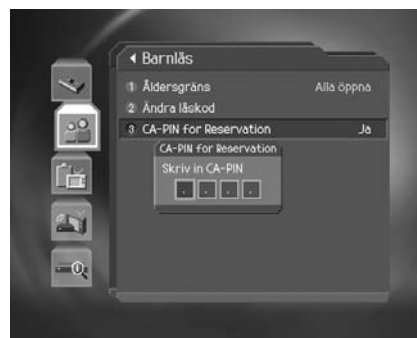 Barnlås
1 Åldersgräns Alla öppna
2 Ändra låskod
3 CA-PIN for Reservation Ja
CA-PIN for Reservation
Skriv in CA-PIN
. . . .